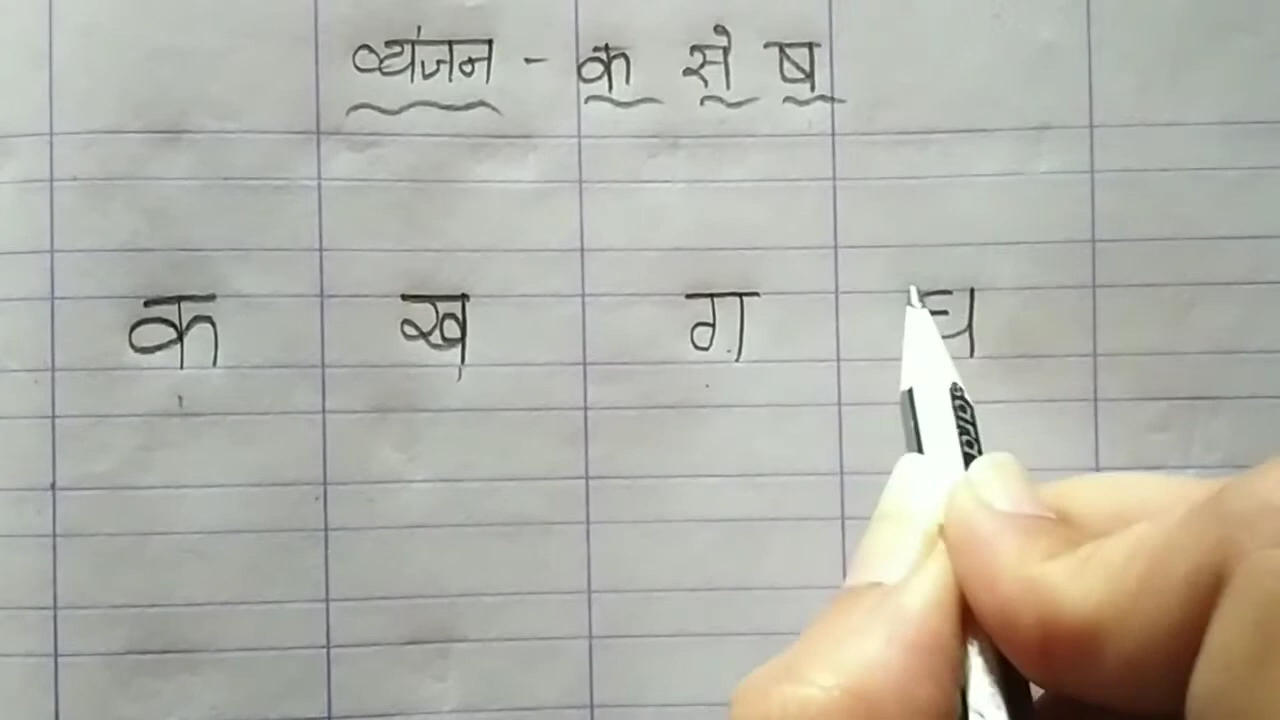 व्यंजन - क से ष
क ख ग घ